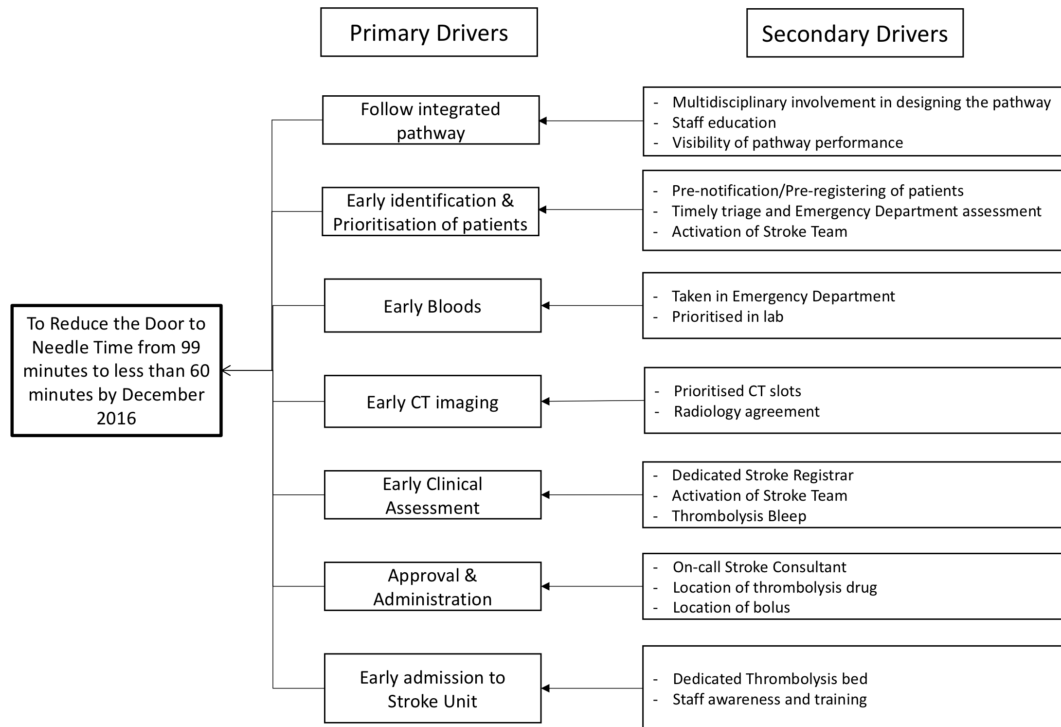 Primary Drivers
Secondary Drivers
Follow integrated
pathway
- Multidisciplinary involvement in designing the pathway
- Staff education
- Visibility of pathway performance
Early identification &
Prioritisation of patients
- Pre-notification/Pre-registering of patients
- Timely triage and Emergency Department assessment
- Activation of Stroke Team
Early Bloods
- Taken in Emergency Department
- Prioritised in lab
To Reduce the Door to
Needle Time from 99
minutes to less than 60
minutes by December
2016
Early CT imaging
- Prioritised CT slots
- Radiology agreement
Early Clinical
Assessment
- Dedicated Stroke Registrar
- Activation of Stroke Team
- Thrombolysis Bleep
Approval &
Administration
- On-call Stroke Consultant
- Location of thrombolysis drug
- Location of bolus
Early admission to
Stroke Unit
- Dedicated Thrombolysis bed
- Staff awareness and training